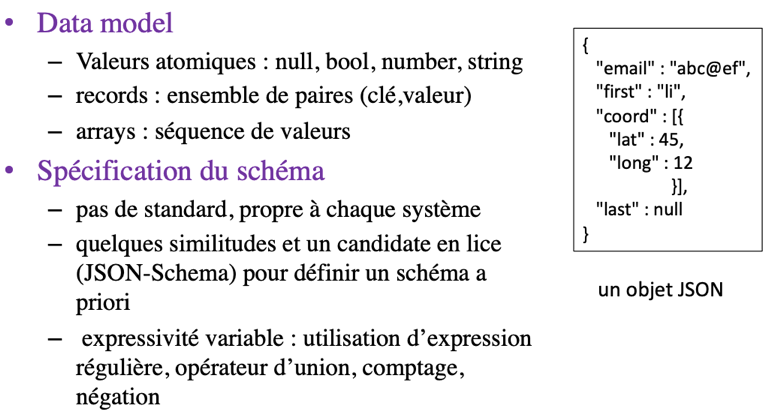 • Data model
– Valeurs atomiques : null, bool, number, string
– records : ensemble de paires (clé,valeur)
– arrays : séquence de valeurs
• Spécification du schéma
– pas de standard, propre à chaque système
– quelques similitudes et un candidate en lice
(JSON-Schema) pour définir un schéma a
priori
– expressivité variable : utilisation d’expression
régulière, opérateur d’union, comptage,
négation
{
"email" : "abc@ef",
"first" : "li",
"coord" : [{
"lat" : 45,
"long" : 12
}],
"last" : null
}
un objet JSON